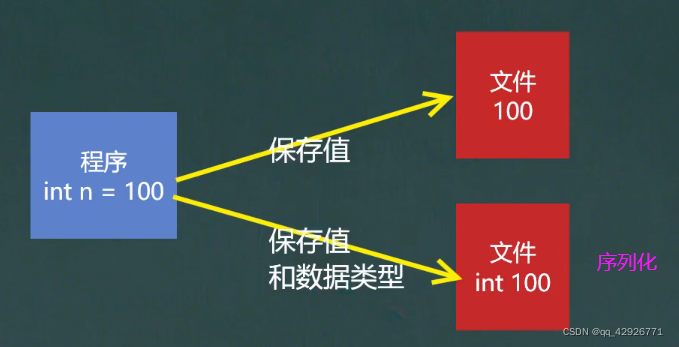 程序
int n = 100
保存值
文件
100
保存值
和数据类型
文件
int 100
序列化
CSDN @qq_42926771